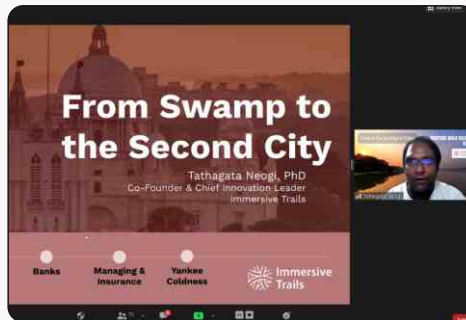 From Swamp to
the Second City
Tathagata Neogi, PhD
Co-Founder & Chief Innovation Leader
Immersive Trails
Banks
Managing &
Insurance
Yankee
Coldness
Immersive
Trails